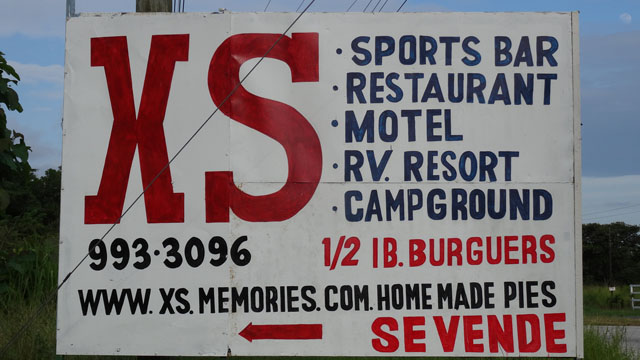 XS
· SPORTS BAR
· RESTAURANT
· MOTEL
· RV. RESORT
· CAMPGROUND
993·3096
1/2 lB. BURGUERS
WWW. XS. MEMORIES. COM. HOME MADE PIES
SE VENDE